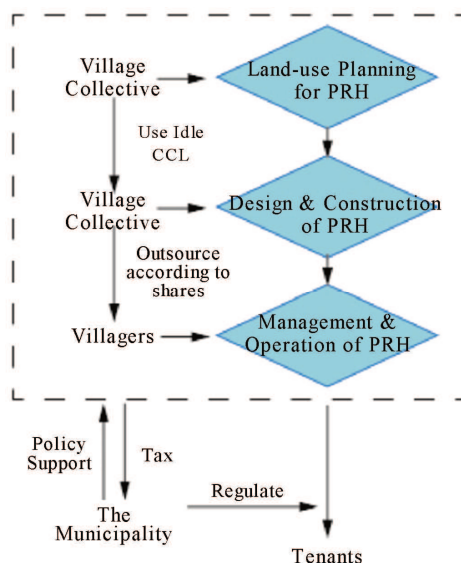 Village
Collective
Land-use Planning
for PRH
Use Idle
CCL
Village
Collective
Design & Construction
of PRH
Outsource
according to
shares
Villagers
Management &
Operation of PRH
Policy
Support
Tax
Regulate
The
Municipality
Tenants